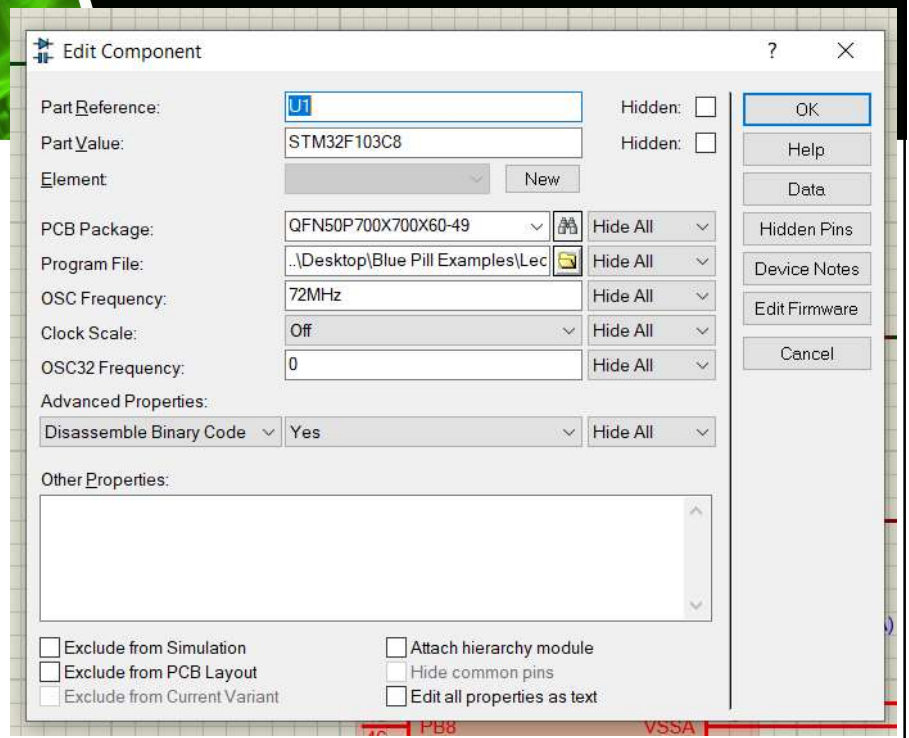 Edit Component ? X
Part Reference: U1 Hidden: OK
Part Value: STM32F103C8 Hidden: Help
Element: New Data
PCB Package: QFN50P700X700X60-49 Hide All Hidden Pins
Program File: ..\Desktop\Blue Pill Examples\Lec Hide All Device Notes
OSC Frequency: 72MHz Hide All Edit Firmware
Clock Scale: Off Hide All
OSC32 Frequency: 0 Hide All Cancel
Advanced Properties:
Disassemble Binary Code Yes Hide All
Other Properties:
Exclude from Simulation Attach hierarchy module
Exclude from PCB Layout Hide common pins
Exclude from Current Variant Edit all properties as text
PB8 VSSA